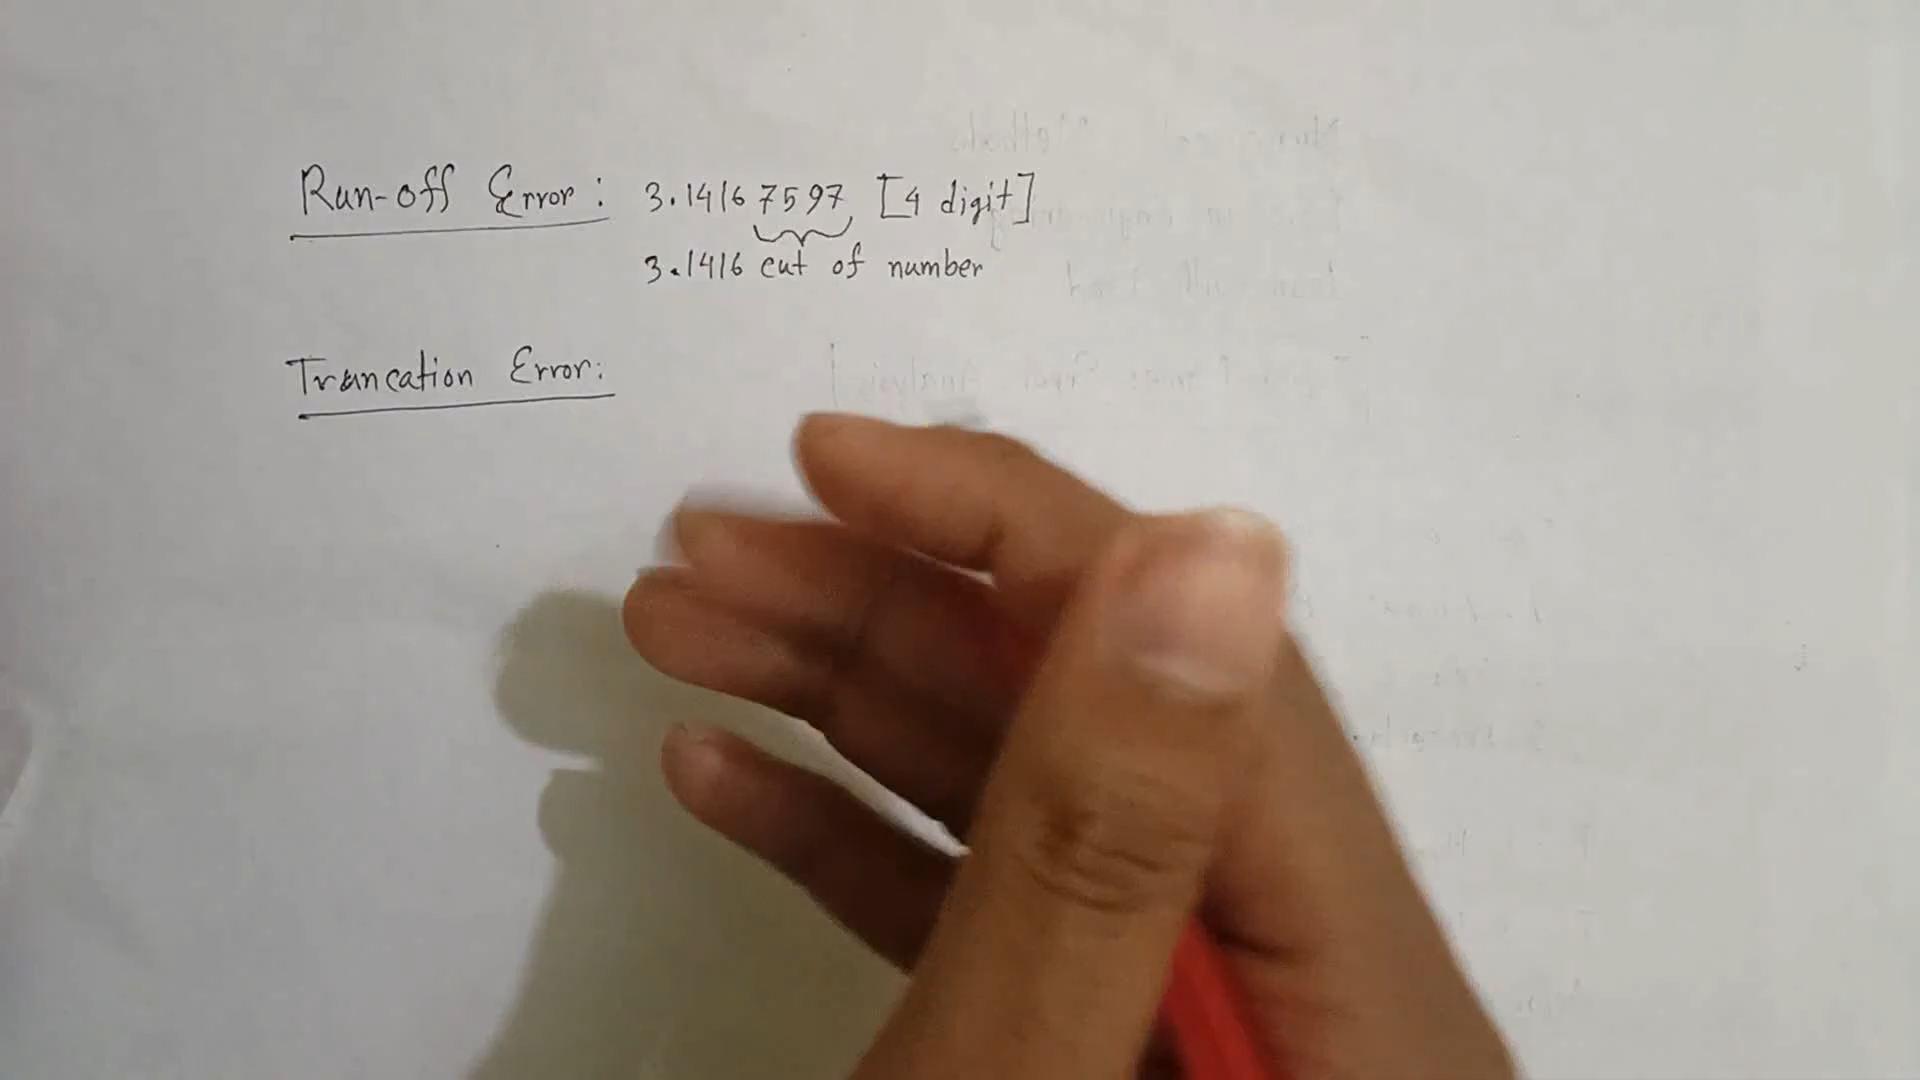 Run-off Error: 3.14167597, [4 digit]
3.1416 cut of number
Truncation Error: